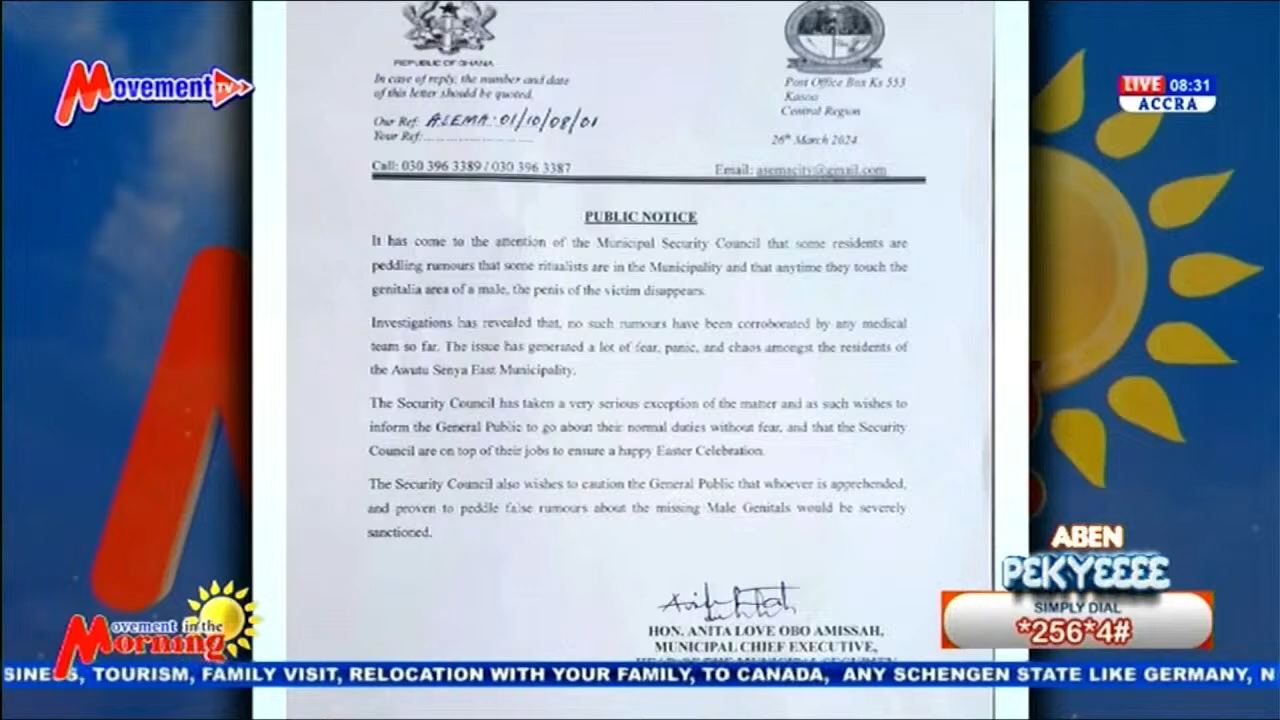 Movement TV
LIVE 08:31
ACCRA
REPUBLIC OF GHANA
In case of reply, the number and date
of this letter should be quoted.
Our Ref: ALEMA:01/10/08/01
Your Ref:
Call: 030 396 3389 / 030 396 3387
Post Office Box Ks 553
Kasoa
Central Region
26th March 2024
Email: asemacity@gmail.com
PUBLIC NOTICE
It has come to the attention of the Municipal Security Council that some residents are
peddling rumours that some ritualists are in the Municipality and that anytime they touch the
genitalia area of a male, the penis of the victim disappears.
Investigations has revealed that, no such rumours have been corroborated by any medical
team so far. The issue has generated a lot of fear, panic, and chaos amongst the residents of
the Awutu Senya East Municipality.
The Security Council has taken a very serious exception of the matter and as such wishes to
inform the General Public to go about their normal duties without fear, and that the Security
Council are on top of their jobs to ensure a happy Easter Celebration.
The Security Council also wishes to caution the General Public that whoever is apprehended,
and proven to peddle false rumours about the missing Male Genitals would be severely
sanctioned.
HON. ANITA LOVE OBO AMISSAH,
MUNICIPAL CHIEF EXECUTIVE,
HEAD OF THE MUNICIPAL SECURITY
ABEN
PEKYEEEE
SIMPLY DIAL
*256*4#
Movement in the
Morning
SINESS, TOURISM, FAMILY VISIT, RELOCATION WITH YOUR FAMILY, TO CANADA, ANY SCHENGEN STATE LIKE GERMANY, N